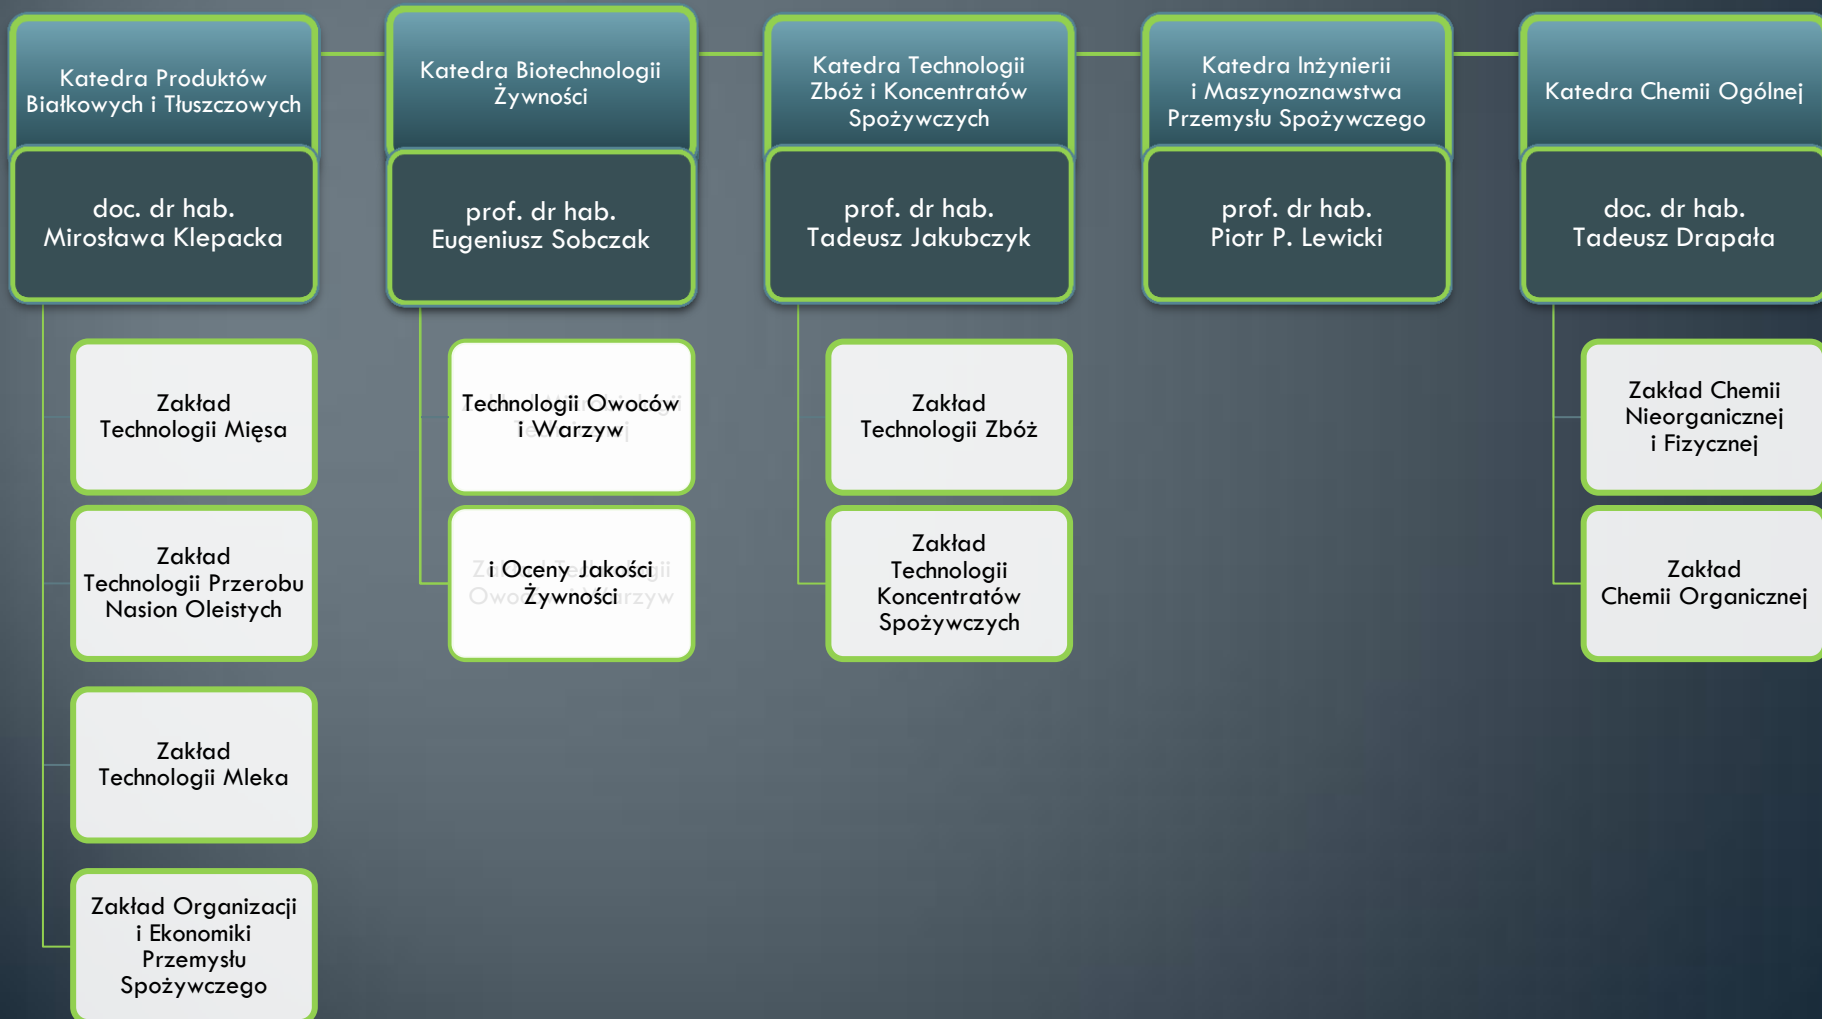 Katedra Produktów
Białkowych i Tłuszczowych
doc. dr hab.
Mirosława Klepacka
Zakład
Technologii Mięsa
Zakład
Technologii Przerobu
Nasion Oleistych
Zakład
Technologii Mleka
Zakład Organizacji
i Ekonomiki
Przemysłu
Spożywczego
Katedra Biotechnologii
Żywności
prof. dr hab.
Eugeniusz Sobczak
Technologii Owoców
i Warzyw
i Oceny Jakości
Żywności
Katedra Technologii
Zbóż i Koncentratów
Spożywczych
prof. dr hab.
Tadeusz Jakubczyk
Zakład
Technologii Zbóż
Zakład
Technologii
Koncentratów
Spożywczych
Katedra Inżynierii
i Maszynoznawstwa
Przemysłu Spożywczego
prof. dr hab.
Piotr P. Lewicki
Katedra Chemii Ogólnej
doc. dr hab.
Tadeusz Drapała
Zakład Chemii
Nieorganicznej
i Fizycznej
Zakład
Chemii Organicznej